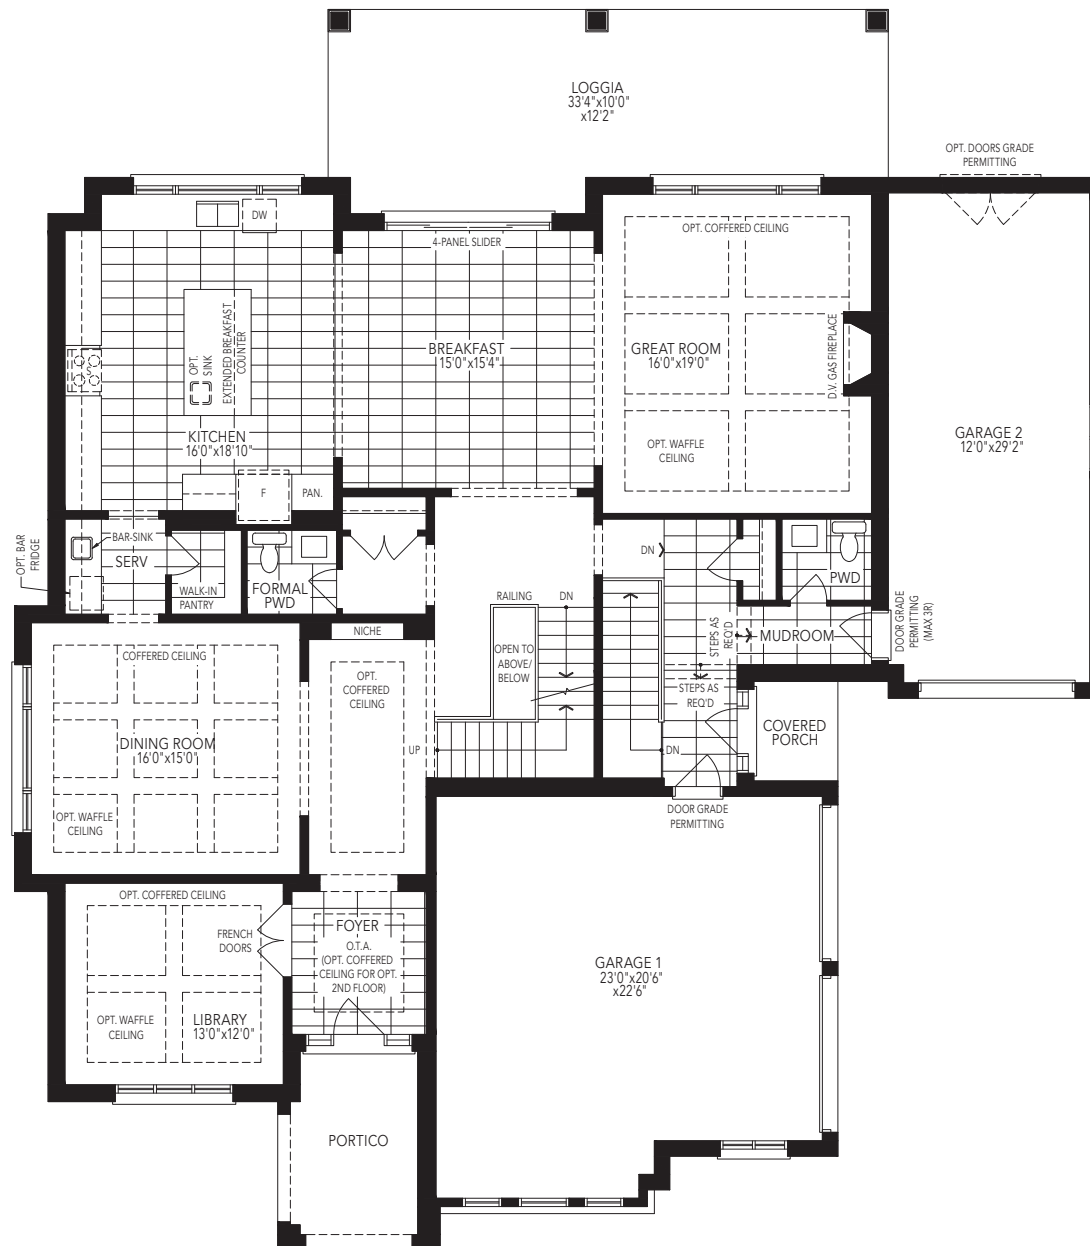 LOGGIA
33'4"x10'0"
x12'2"
OPT. DOORS GRADE
PERMITTING
DW
4-PANEL SLIDER
OPT. COFFERED CEILING
OPT.
SINK
EXTENDED BREAKFAST
COUNTER
S
BREAKFAST
15'0"x15'4"
GREAT ROOM
16'0"x19'0"
D.V. GAS FIREPLACE
KITCHEN
16'0"x18'10"
OPT. WAFFLE
CEILING
GARAGE 2
12'0"x29'2"
F
PAN.
OPT. BAR
FRIDGE
BAR-SINK
SERV
WALK-IN
PANTRY
FORMAL
PWD
DN
PWD
RAILING
DN
STEPS AS
REQ'D
MUDROOM
DOOR GRADE
PERMITTING
(MAX 3R)
NICHE
COFFERED CEILING
OPT.
COFFERED
CEILING
OPEN TO
ABOVE/
BELOW
STEPS AS
REQ'D
COVERED
PORCH
DINING ROOM
16'0"x15'0"
UP
DN
OPT. WAFFLE
CEILING
DOOR GRADE
PERMITTING
OPT. COFFERED CEILING
FRENCH
DOORS
FOYER
O.T.A.
(OPT. COFFERED
CEILING FOR OPT.
2ND FLOOR)
GARAGE 1
23'0"x20'6"
x22'6"
OPT. WAFFLE
CEILING
LIBRARY
13'0"x12'0"
PORTICO